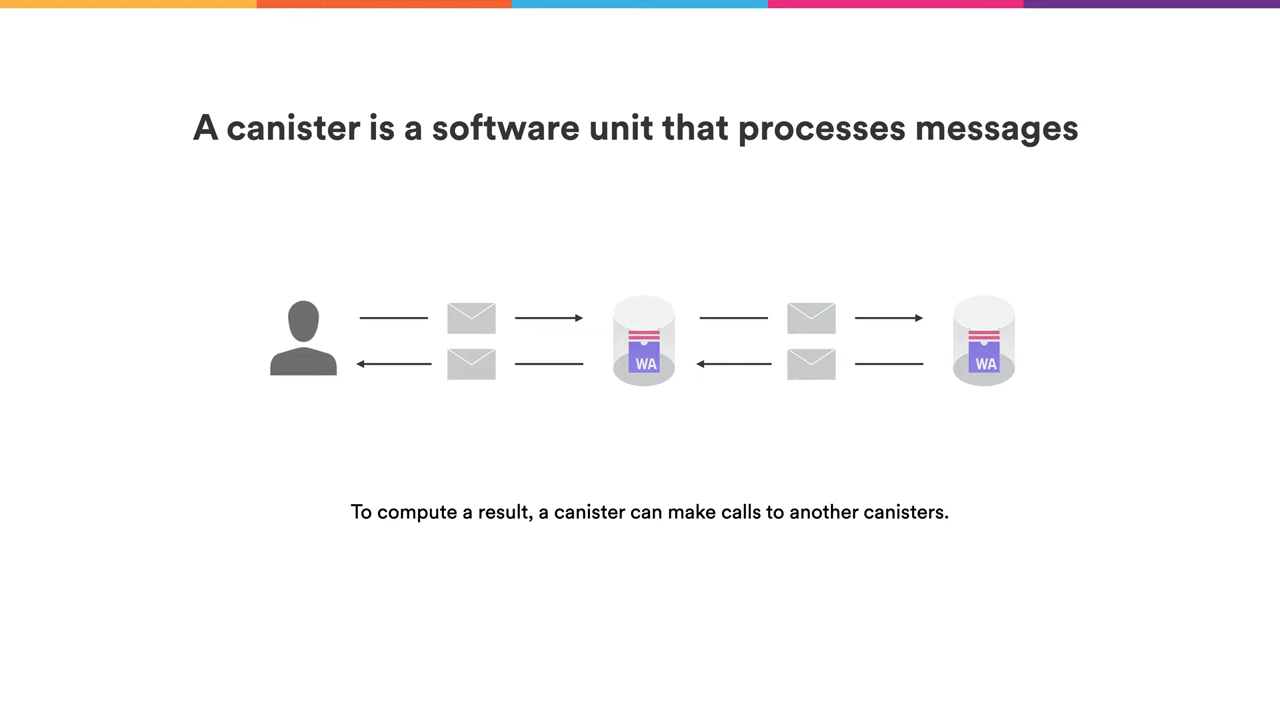 A canister is a software unit that processes messages
WA
WA
To compute a result, a canister can make calls to another canisters.